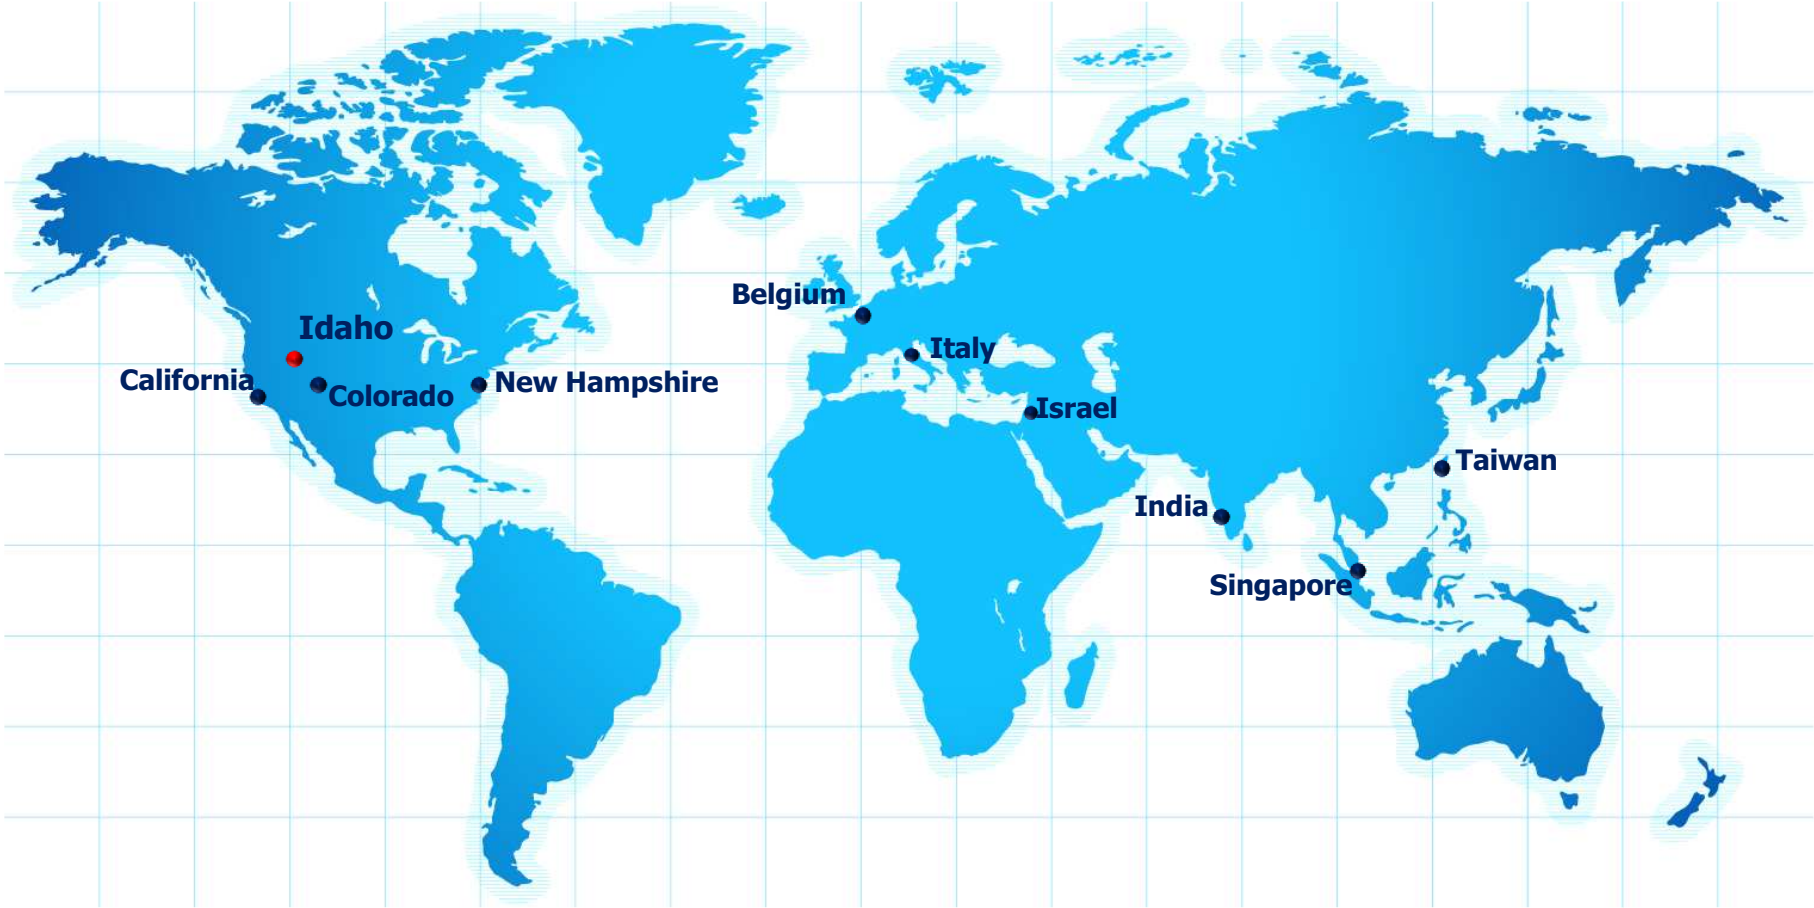 Belgium
Idaho
Italy
California
New Hampshire
Colorado
Israel
Taiwan
India
Singapore